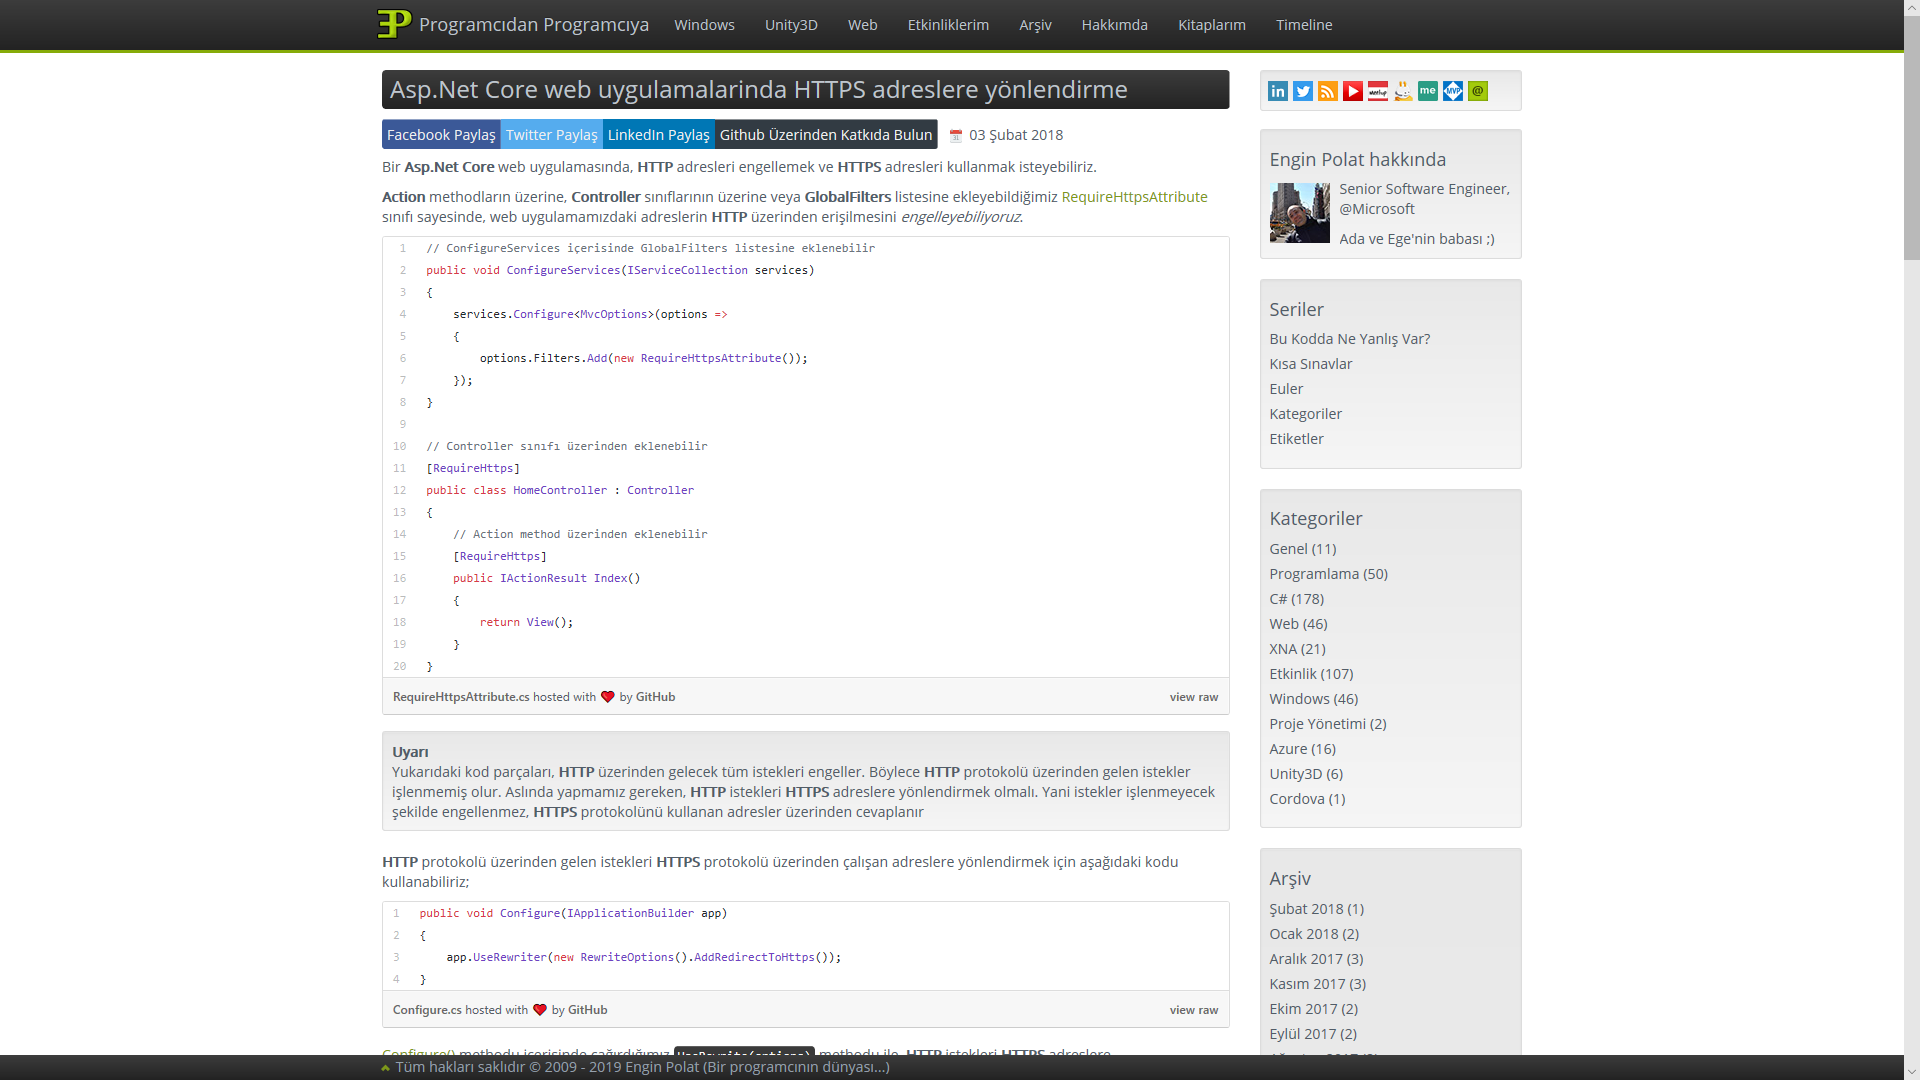 Programcıdan Programcıya Windows Unity3D Web Etkinliklerim Arşiv Hakkımda Kitaplarım Timeline
Asp.Net Core web uygulamalarinda HTTPS adreslere yönlendirme
Facebook Paylaş Twitter Paylaş LinkedIn Paylaş Github Üzerinden Katkıda Bulun 03 Şubat 2018
Bir Asp.Net Core web uygulamasında, HTTP adresleri engellemek ve HTTPS adresleri kullanmak isteyebiliriz.
Action methodların üzerine, Controller sınıflarının üzerine veya GlobalFilters listesine ekleyebildiğimiz RequireHttpsAttribute
sınıfı sayesinde, web uygulamamızdaki adreslerin HTTP üzerinden erişilmesini engelleyebiliyoruz.
1 // ConfigureServices içerisinde GlobalFilters listesine eklenebilir
2 public void ConfigureServices(IServiceCollection services)
3 {
4 services.Configure<MvcOptions>(options =>
5 {
6 options.Filters.Add(new RequireHttpsAttribute());
7 });
8 }
9
10 // Controller sınıfı üzerinden eklenebilir
11 [RequireHttps]
12 public class HomeController : Controller
13 {
14 // Action method üzerinden eklenebilir
15 [RequireHttps]
16 public IActionResult Index()
17 {
18 return View();
19 }
20 }
RequireHttpsAttribute.cs hosted with ❤ by GitHub view raw
Uyarı
Yukarıdaki kod parçaları, HTTP üzerinden gelecek tüm istekleri engeller. Böylece HTTP protokolü üzerinden gelen istekler
işlenmemiş olur. Aslında yapmamız gereken, HTTP istekleri HTTPS adreslere yönlendirmek olmalı. Yani istekler işlenmeyecek
şekilde engellenmez, HTTPS protokolünü kullanan adresler üzerinden cevaplanır
HTTP protokolü üzerinden gelen istekleri HTTPS protokolü üzerinden çalışan adreslere yönlendirmek için aşağıdaki kodu
kullanabiliriz;
1 public void Configure(IApplicationBuilder app)
2 {
3 app.UseRewriter(new RewriteOptions().AddRedirectToHttps());
4 }
Configure.cs hosted with ❤ by GitHub view raw
Configure() methodu içerisinde çağırdığımız UseRewrite(options) methodu ile, HTTP istekleri HTTPS adreslere
in me MVP @
Engin Polat hakkında
Senior Software Engineer,
@Microsoft
Ada ve Ege'nin babası ;)
Seriler
Bu Kodda Ne Yanlış Var?
Kısa Sınavlar
Euler
Kategoriler
Etiketler
Kategoriler
Genel (11)
Programlama (50)
C# (178)
Web (46)
XNA (21)
Etkinlik (107)
Windows (46)
Proje Yönetimi (2)
Azure (16)
Unity3D (6)
Cordova (1)
Arşiv
Şubat 2018 (1)
Ocak 2018 (2)
Aralık 2017 (3)
Kasım 2017 (3)
Ekim 2017 (2)
Eylül 2017 (2)
Tüm hakları saklıdır © 2009 - 2019 Engin Polat (Bir programcının dünyası...)